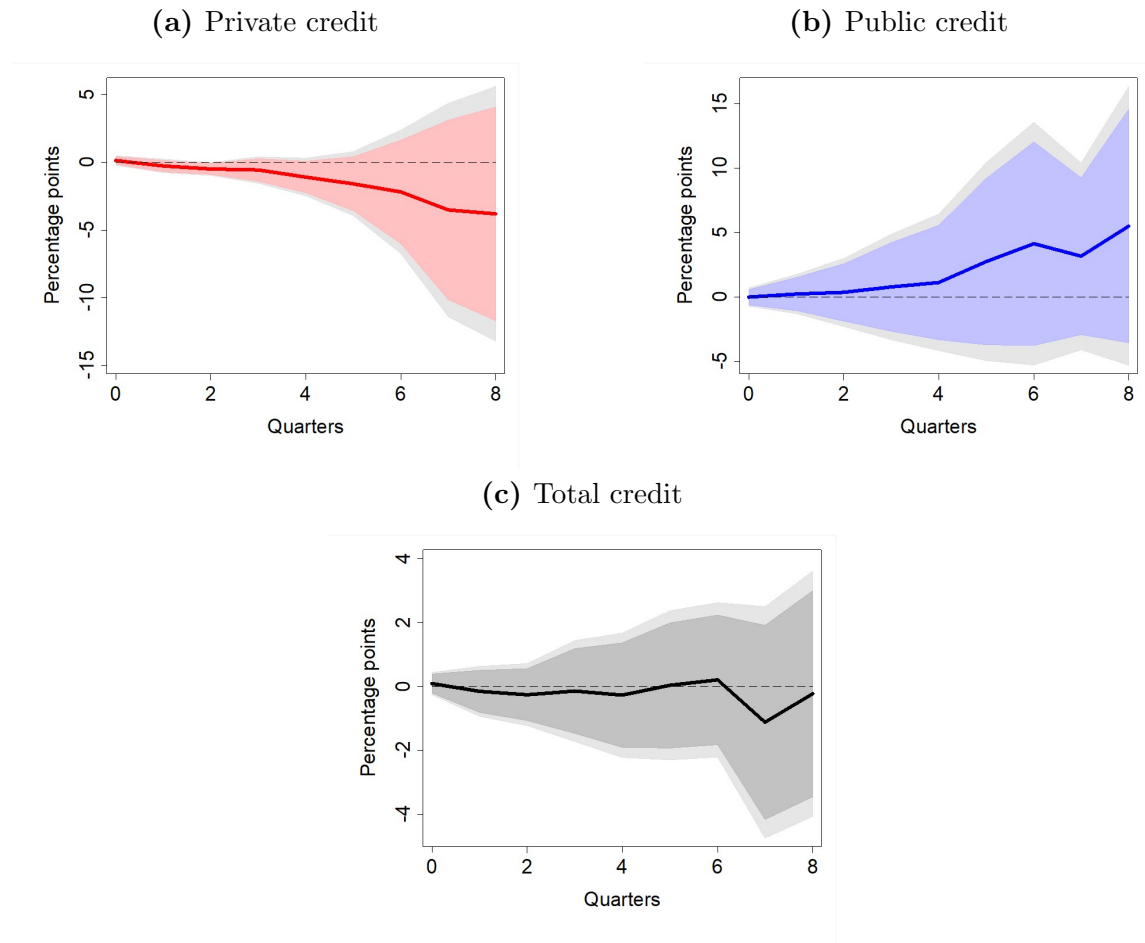 (a) Private credit
(b) Public credit
5
0
-5
-10
-15
Percentage points
0 2 4 6 8
Quarters
15
10
5
0
-5
Percentage points
0 2 4 6 8
Quarters
(c) Total credit
4
2
0
-2
-4
Percentage points
0 2 4 6 8
Quarters